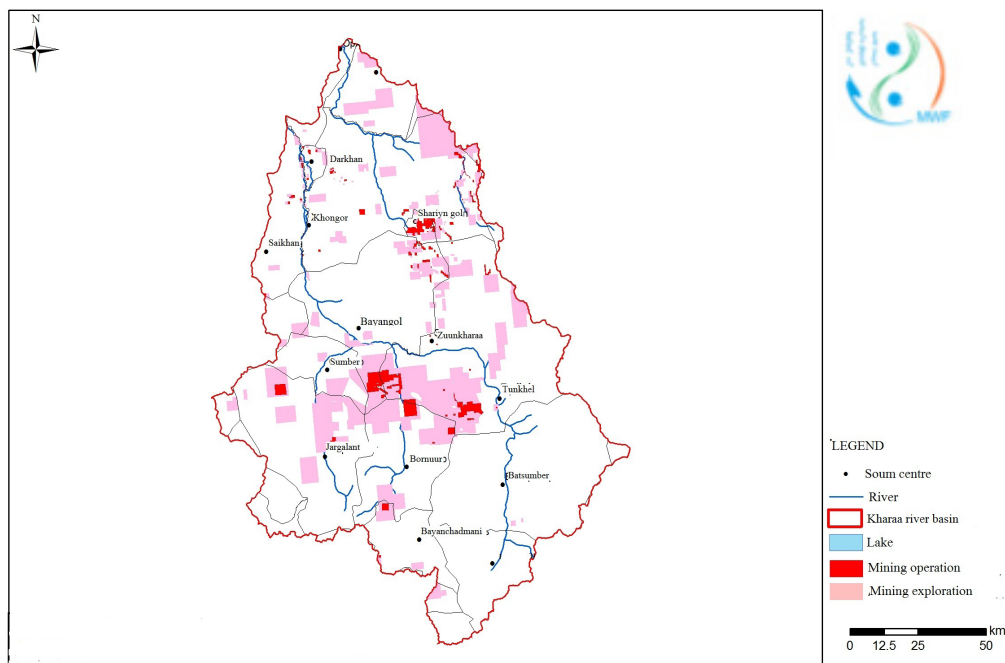 N
MWF
Darkhan
Khongor
Shariyn gol
Saikhan
Bayangol
Zuunkharaa
Sumber
Tunkhel
Jargalant
Bornuur
Batsumber
Bayanchadmani
LEGEND
Soum centre
River
Kharaa river basin
Lake
Mining operation
Mining exploration
km
0 12.5 25 50